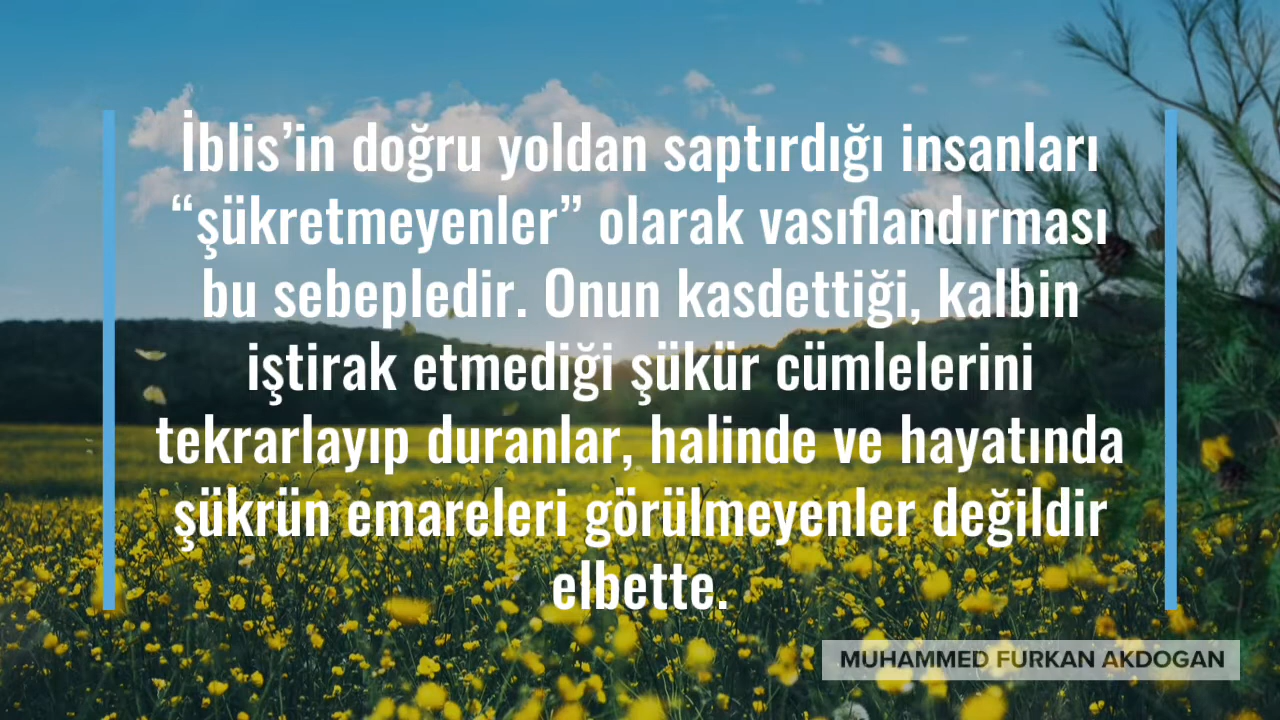 İblis’in doğru yoldan saptırdığı insanları
“şükretmeyenler” olarak vasıflandırması
bu sebepledir. Onun kasdettiği, kalbin
iştirak etmediği şükür cümlelerini
tekrarlayıp duranlar, halinde ve hayatında
şükrün emareleri görülmeyenler değildir
elbette.
MUHAMMED FURKAN AKDOGAN